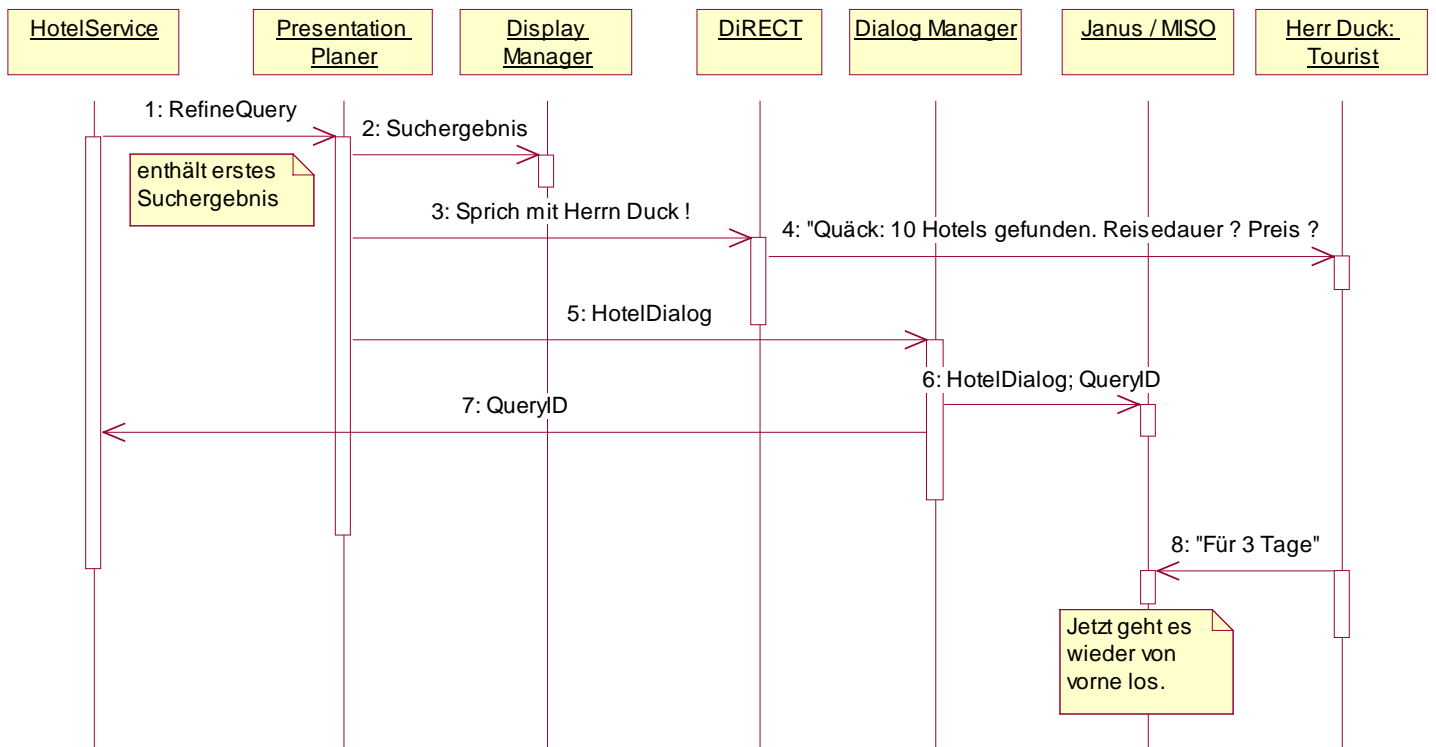 HotelService
Presentation
Planer
Display
Manager
DiRECT
Dialog Manager
Janus / MISO
Herr Duck:
Tourist
1: RefineQuery
2: Suchergebnis
enthält erstes
Suchergebnis
3: Sprich mit Herrn Duck !
4: "Quäck: 10 Hotels gefunden. Reisedauer ? Preis ?
5: HotelDialog
6: HotelDialog; QueryID
7: QueryID
8: "Für 3 Tage"
Jetzt geht es
wieder von
vorne los.